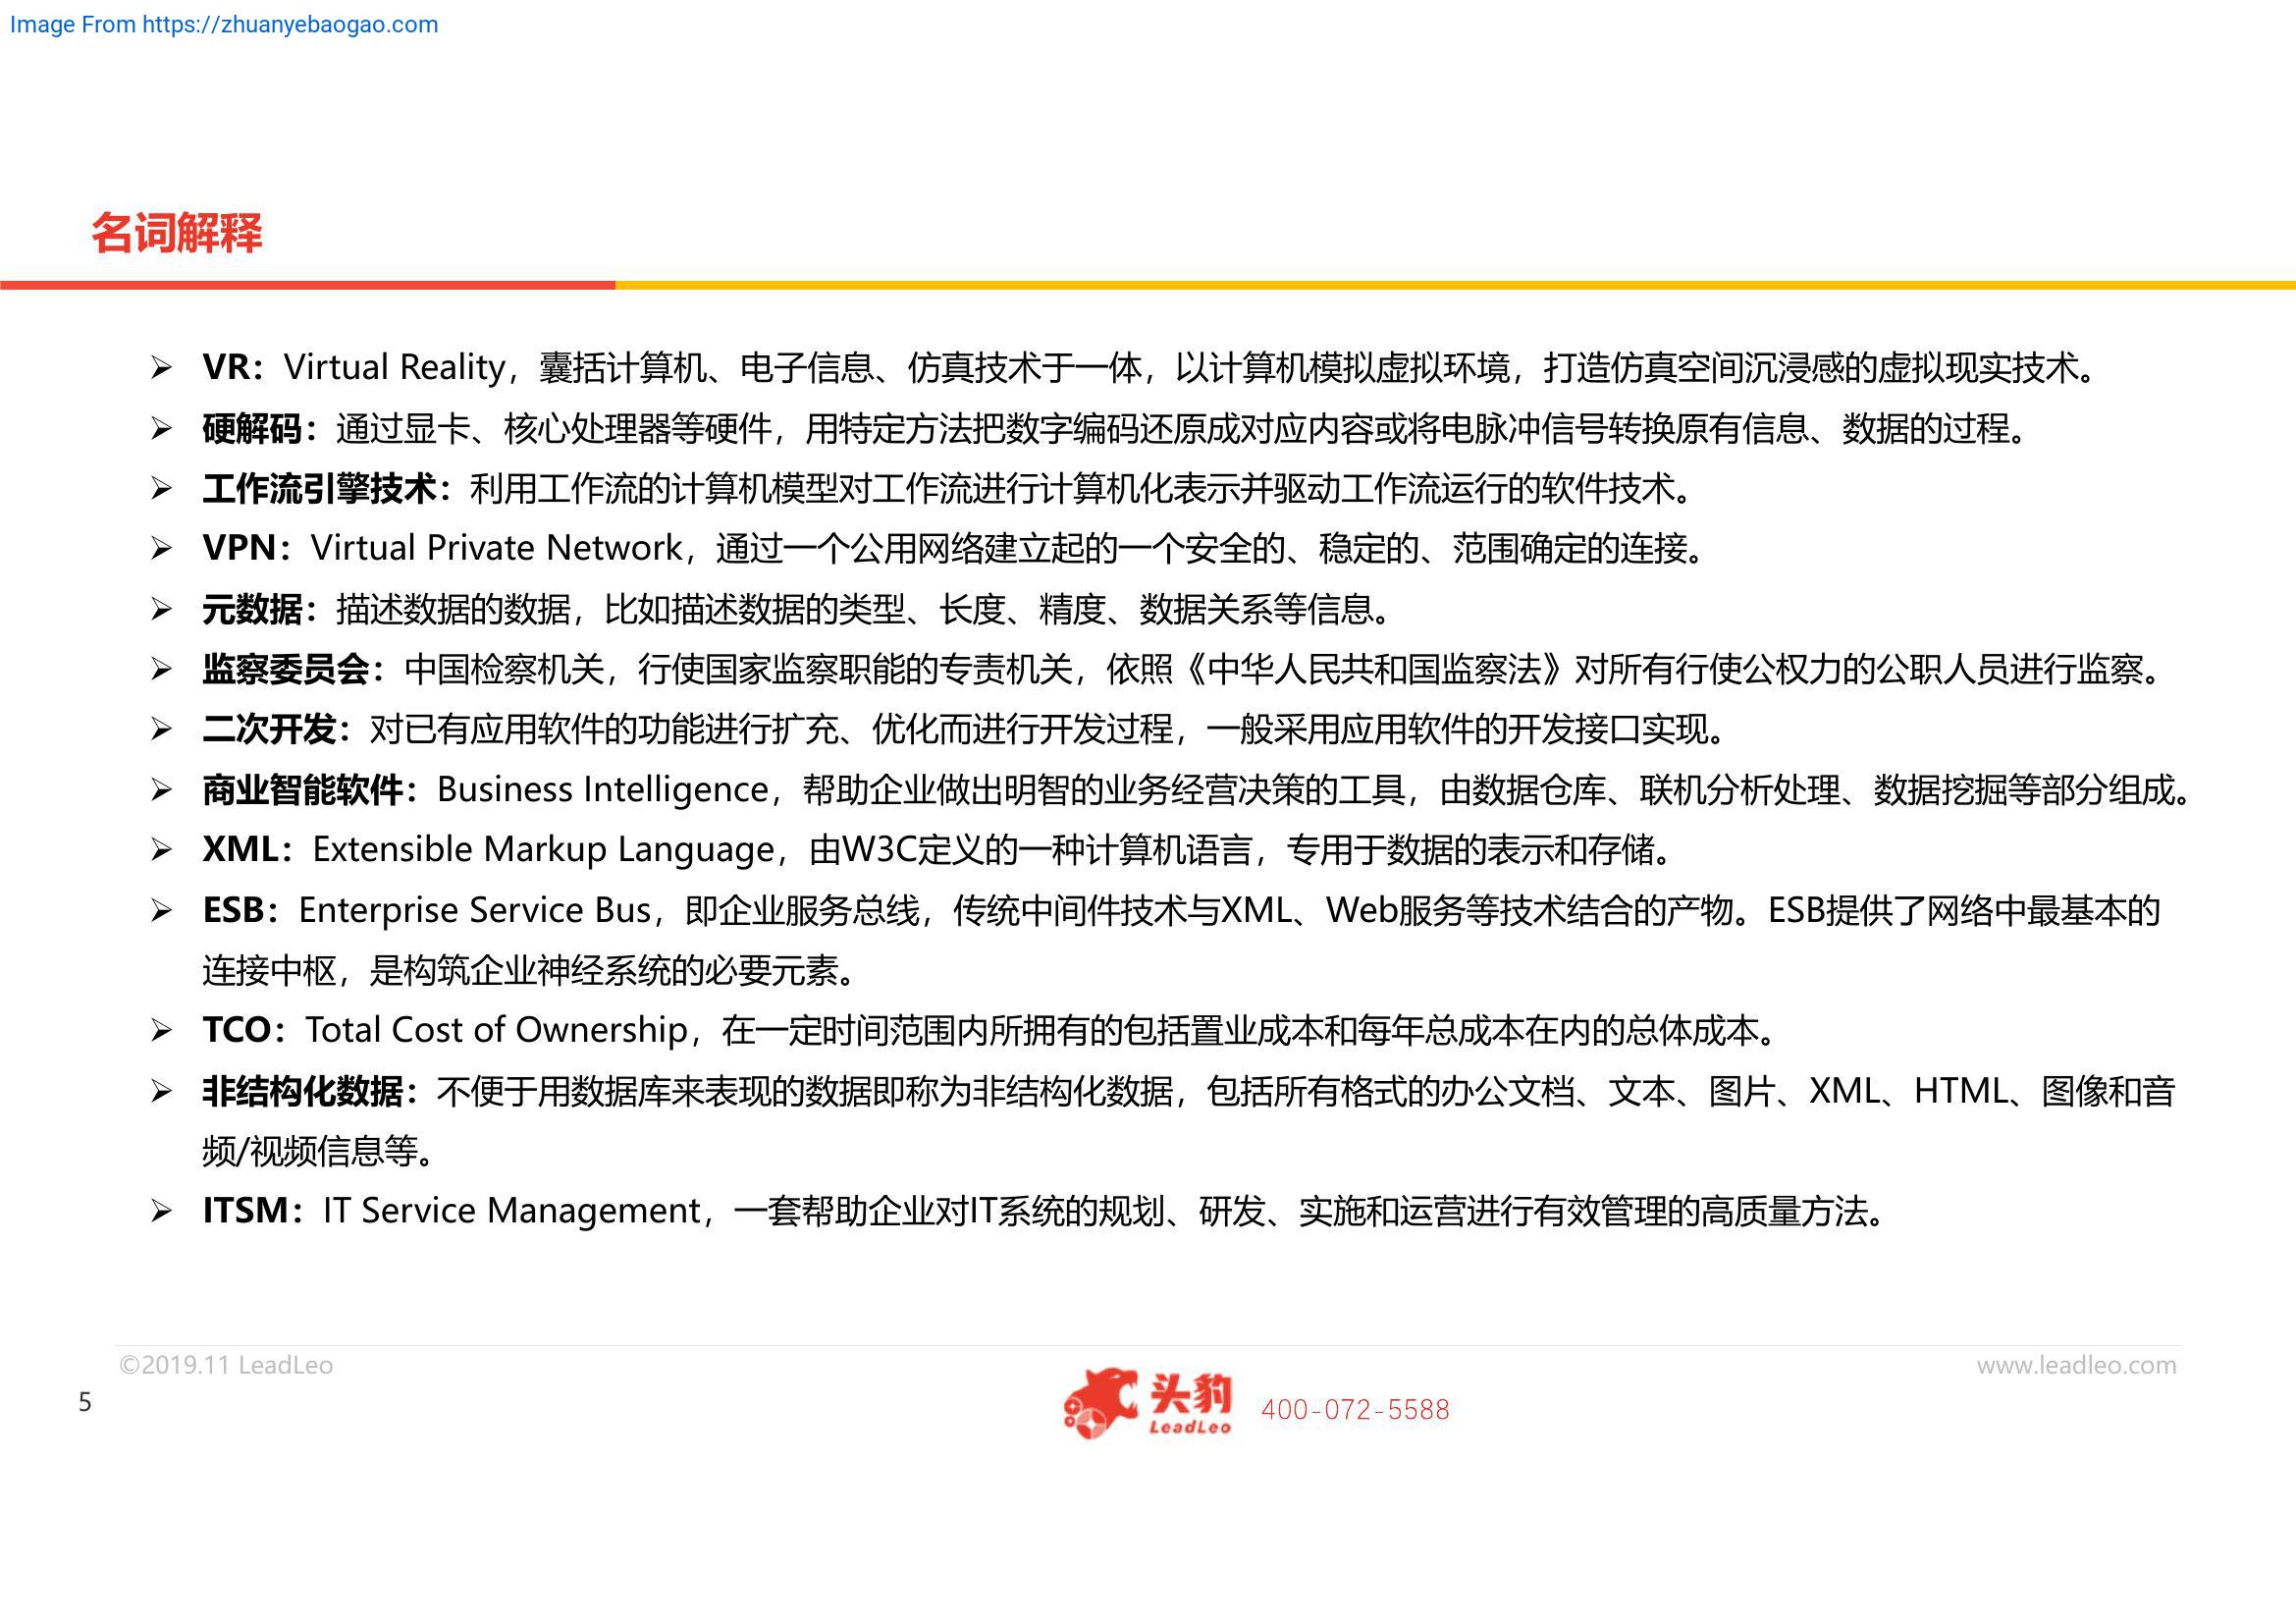 Image From https://zhuanyebaogao.com
名词解释
➢ VR：Virtual Reality，囊括计算机、电子信息、仿真技术于一体，以计算机模拟虚拟环境，打造仿真空间沉浸感的虚拟现实技术。
➢ 硬解码：通过显卡、核心处理器等硬件，用特定方法把数字编码还原成对应内容或将电脉冲信号转换原有信息、数据的过程。
➢ 工作流引擎技术：利用工作流的计算机模型对工作流进行计算机化表示并驱动工作流运行的软件技术。
➢ VPN：Virtual Private Network，通过一个公用网络建立起的一个安全的、稳定的、范围确定的连接。
➢ 元数据：描述数据的数据，比如描述数据的类型、长度、精度、数据关系等信息。
➢ 监察委员会：中国检察机关，行使国家监察职能的专责机关，依照《中华人民共和国监察法》对所有行使公权力的公职人员进行监察。
➢ 二次开发：对已有应用软件的功能进行扩充、优化而进行开发过程，一般采用应用软件的开发接口实现。
➢ 商业智能软件：Business Intelligence，帮助企业做出明智的业务经营决策的工具，由数据仓库、联机分析处理、数据挖掘等部分组成。
➢ XML：Extensible Markup Language，由W3C定义的一种计算机语言，专用于数据的表示和存储。
➢ ESB：Enterprise Service Bus，即企业服务总线，传统中间件技术与XML、Web服务等技术结合的产物。ESB提供了网络中最基本的
连接中枢，是构筑企业神经系统的必要元素。
➢ TCO：Total Cost of Ownership，在一定时间范围内所拥有的包括置业成本和每年总成本在内的总体成本。
➢ 非结构化数据：不便于用数据库来表现的数据即称为非结构化数据，包括所有格式的办公文档、文本、图片、XML、HTML、图像和音
频/视频信息等。
➢ ITSM：IT Service Management，一套帮助企业对IT系统的规划、研发、实施和运营进行有效管理的高质量方法。
©2019.11 LeadLeo
www.leadleo.com
5
头豹
LeadLeo
400-072-5588